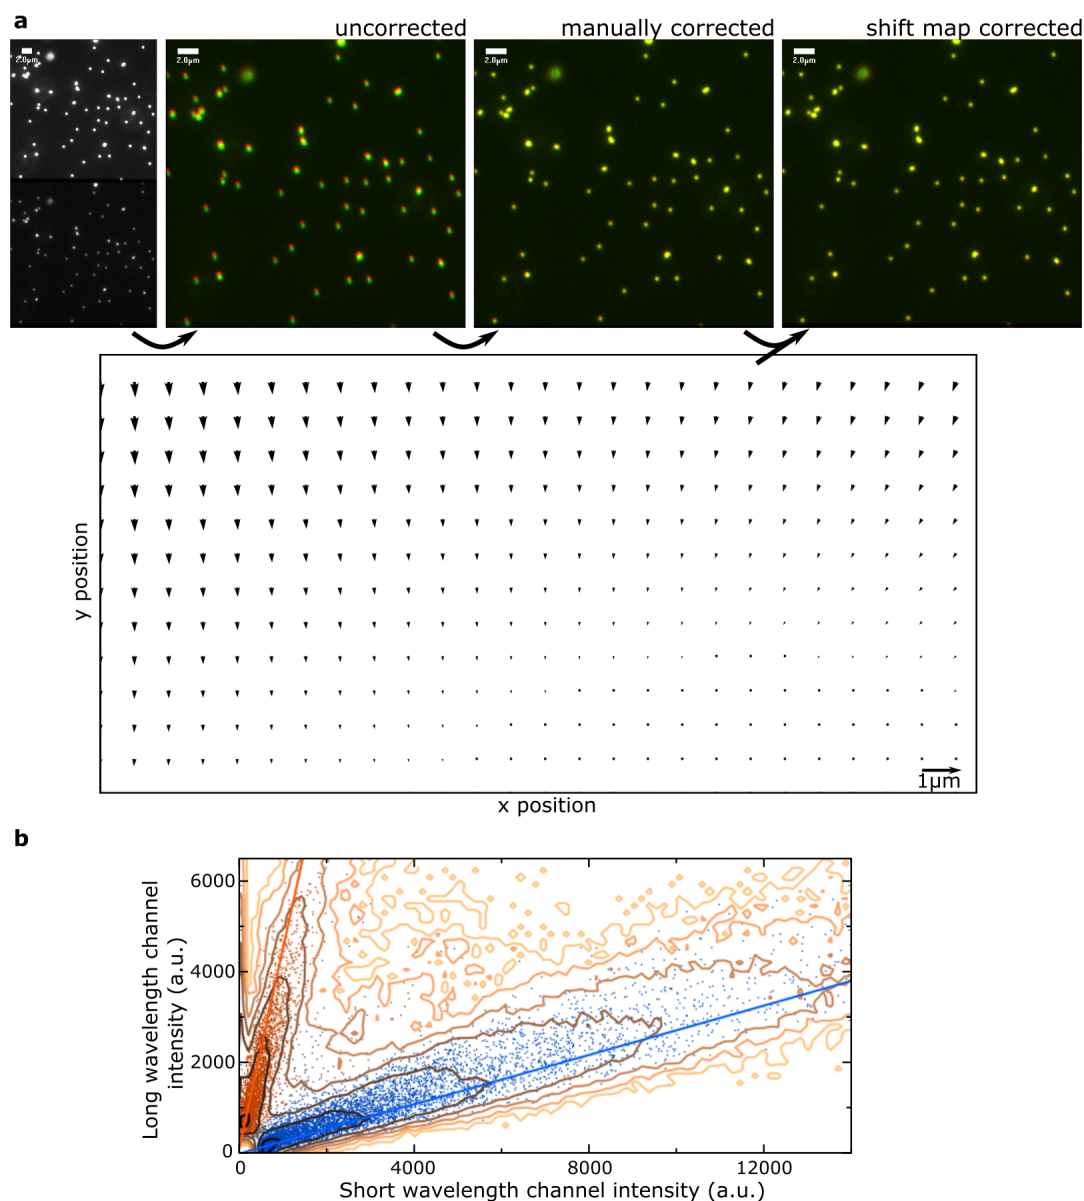 a
uncorrected
manually corrected
shift map corrected
2.0μm
2.0μm
2.0μm
2.0μm
y position
1μm
x position
b
Long wavelength channel
intensity (a.u.)
6000
4000
2000
0
0
4000
8000
12000
Short wavelength channel intensity (a.u.)